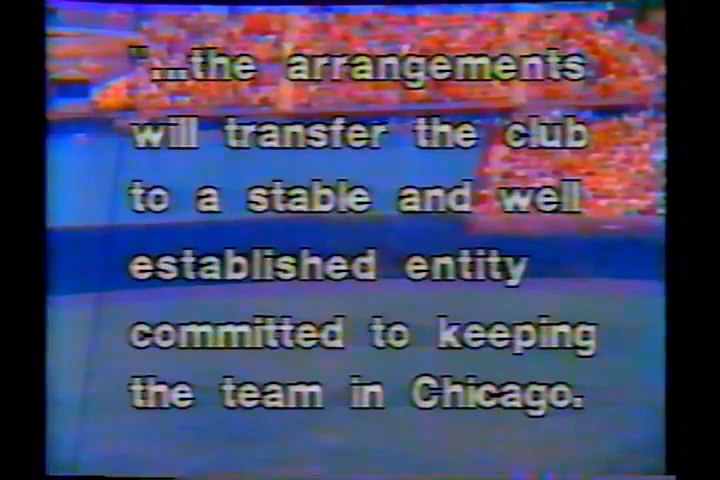 "...the arrangements
will transfer the club
to a stable and well
established entity
committed to keeping
the team in Chicago.